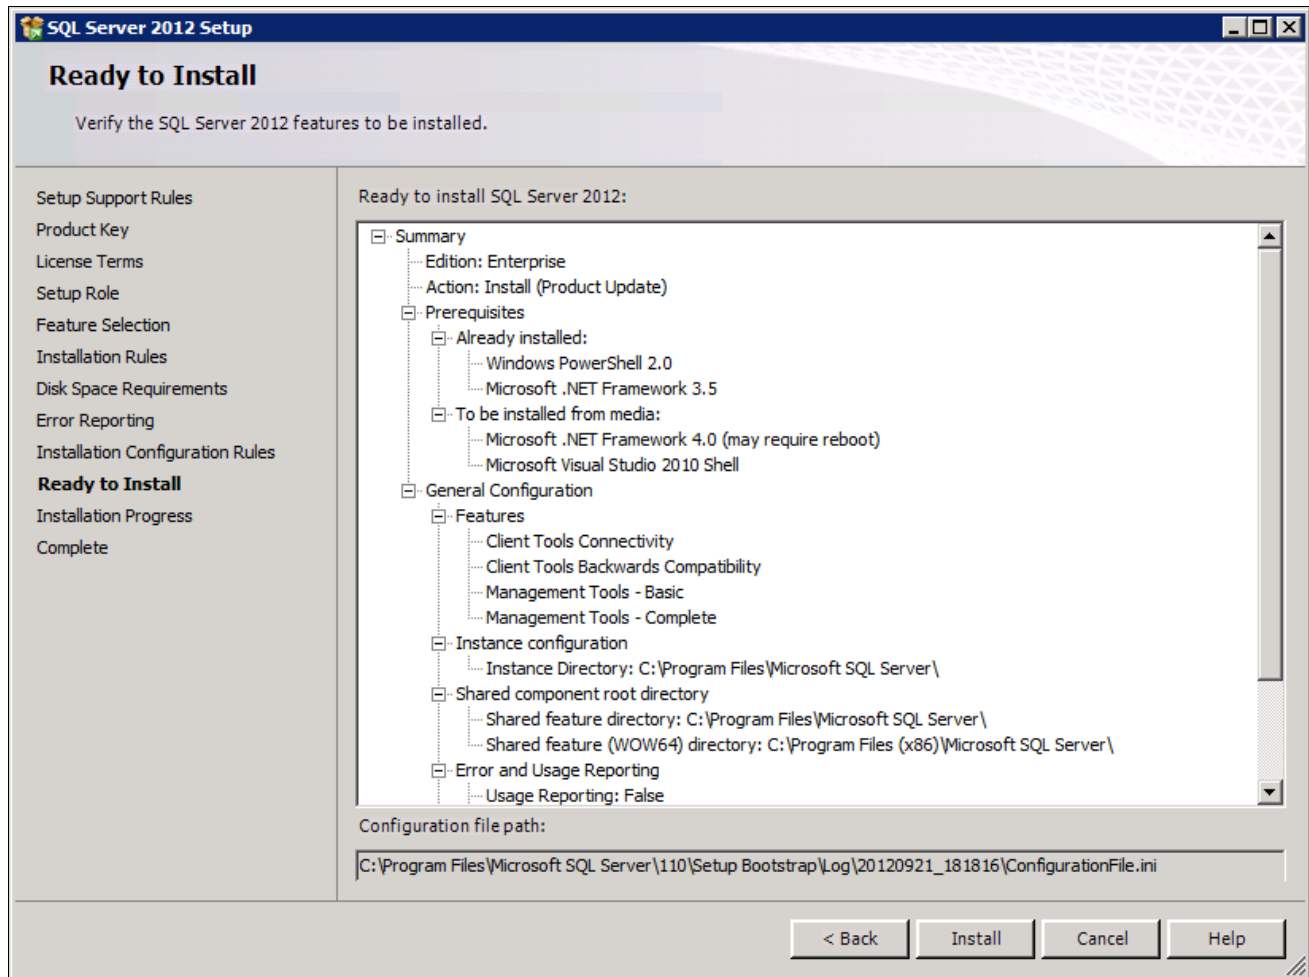 SQL Server 2012 Setup
Ready to Install
Verify the SQL Server 2012 features to be installed.
Setup Support Rules
Product Key
License Terms
Setup Role
Feature Selection
Installation Rules
Disk Space Requirements
Error Reporting
Installation Configuration Rules
Ready to Install
Installation Progress
Complete
Ready to install SQL Server 2012:
Summary
Edition: Enterprise
Action: Install (Product Update)
Prerequisites
Already installed:
Windows PowerShell 2.0
Microsoft .NET Framework 3.5
To be installed from media:
Microsoft .NET Framework 4.0 (may require reboot)
Microsoft Visual Studio 2010 Shell
General Configuration
Features
Client Tools Connectivity
Client Tools Backwards Compatibility
Management Tools - Basic
Management Tools - Complete
Instance configuration
Instance Directory: C:\Program Files\Microsoft SQL Server\
Shared component root directory
Shared feature directory: C:\Program Files\Microsoft SQL Server\
Shared feature (WOW64) directory: C:\Program Files (x86)\Microsoft SQL Server\
Error and Usage Reporting
Usage Reporting: False
Configuration file path:
C:\Program Files\Microsoft SQL Server\110\Setup Bootstrap\Log\20120921_181816\ConfigurationFile.ini
< Back
Install
Cancel
Help